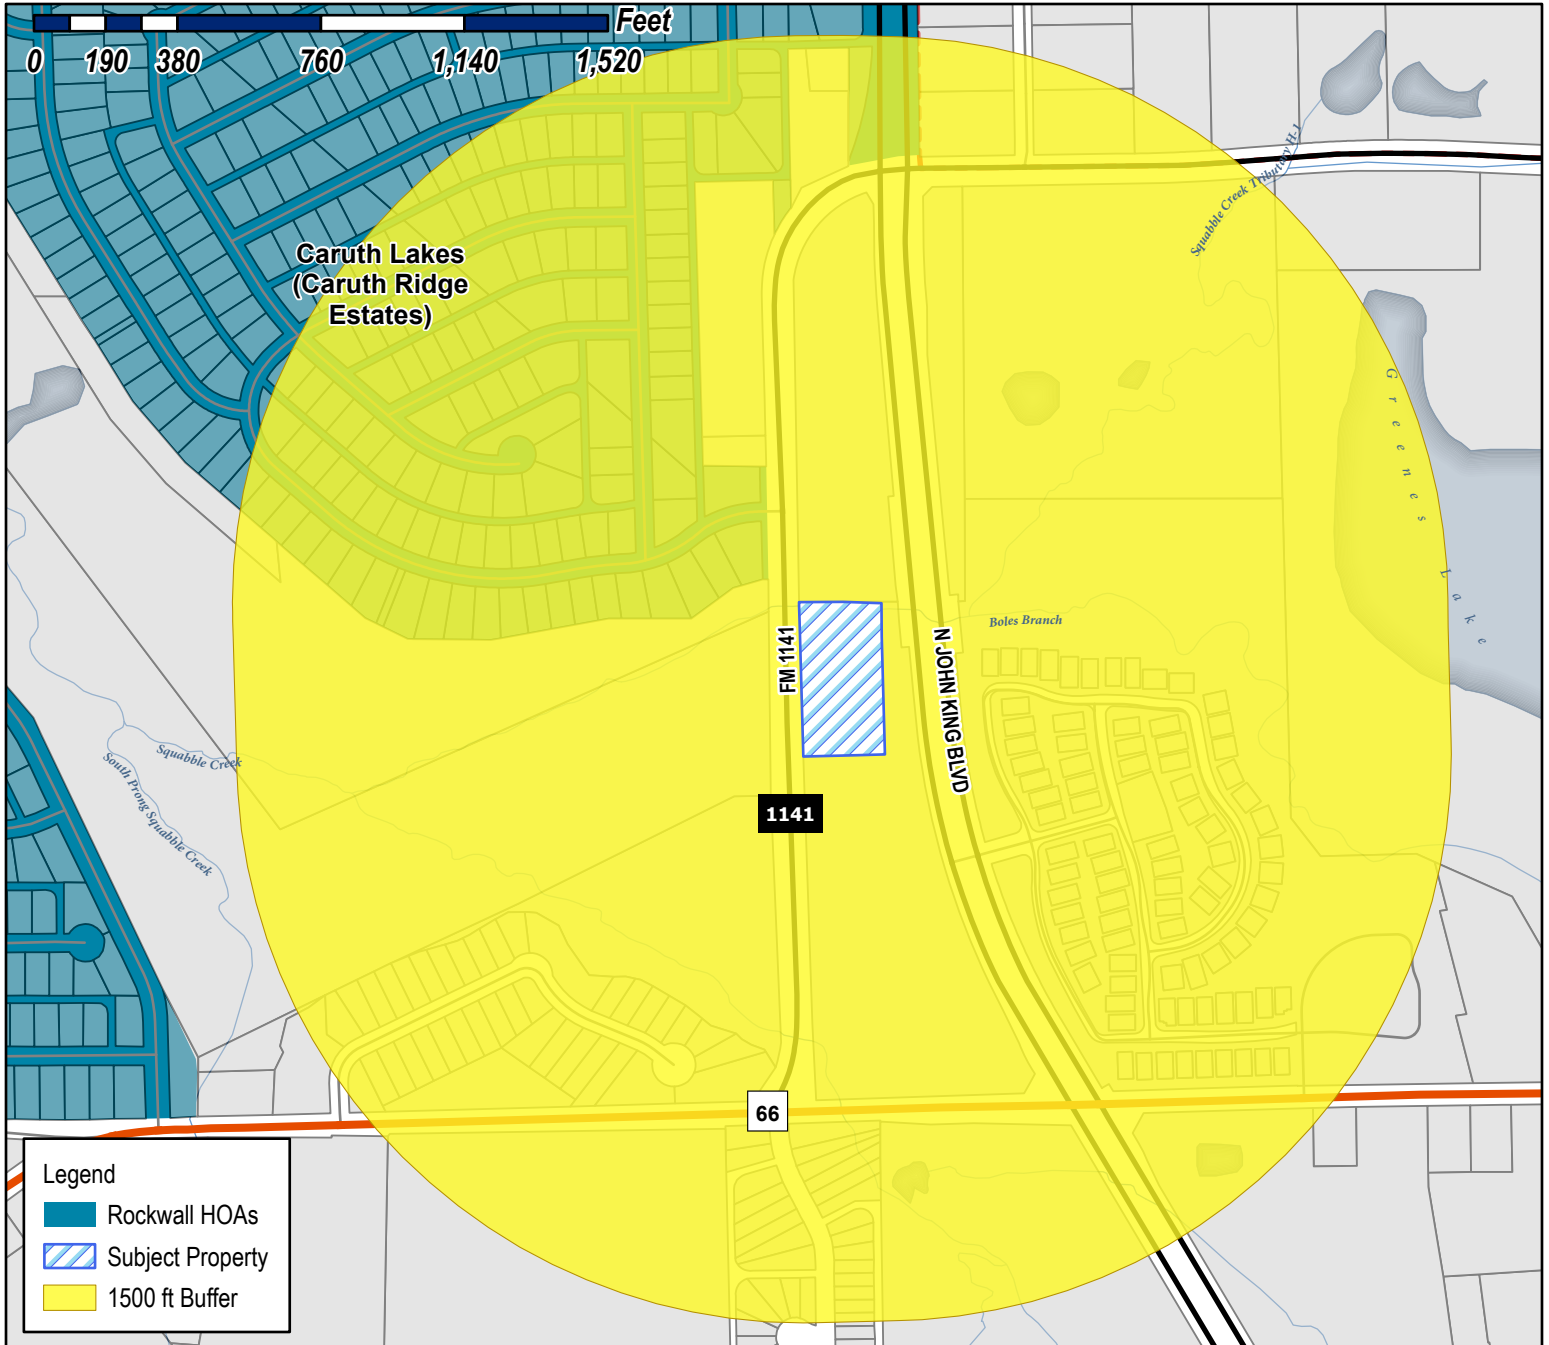 Feet
0 190 380 760 1,140 1,520
Squabble Creek Tributary H-1
Caruth Lakes
(Caruth Ridge
Estates)
Greenes Lake
Boles Branch
FM 1141
N JOHN KING BLVD
Squabble Creek
South Prong Squabble Creek
1141
66
Legend
Rockwall HOAs
Subject Property
1500 ft Buffer